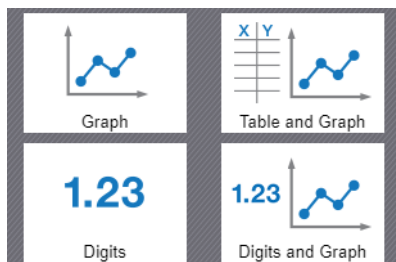 X Y
Graph
Table and Graph
1.23
1.23
Digits
Digits and Graph